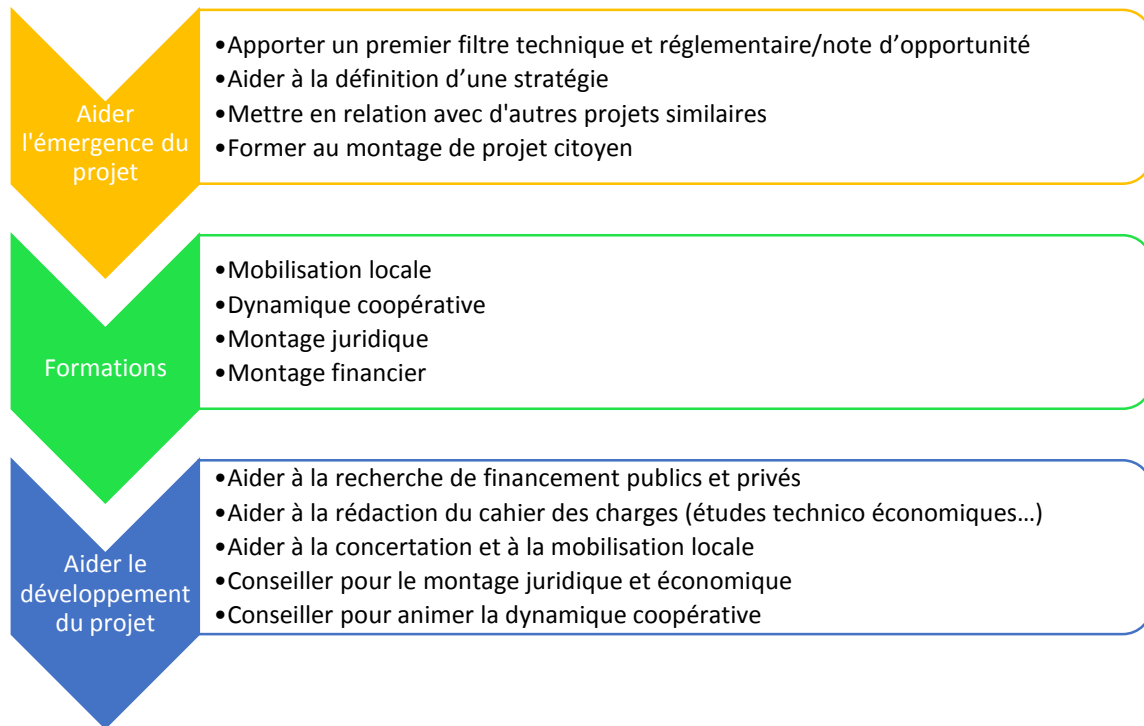 Aider
l'émergence du
projet
•Apporter un premier filtre technique et réglementaire/note d’opportunité
•Aider à la définition d’une stratégie
•Mettre en relation avec d'autres projets similaires
•Former au montage de projet citoyen
Formations
•Mobilisation locale
•Dynamique coopérative
•Montage juridique
•Montage financier
Aider le
développement
du projet
•Aider à la recherche de financement publics et privés
•Aider à la rédaction du cahier des charges (études technico économiques…)
•Aider à la concertation et à la mobilisation locale
•Conseiller pour le montage juridique et économique
•Conseiller pour animer la dynamique coopérative